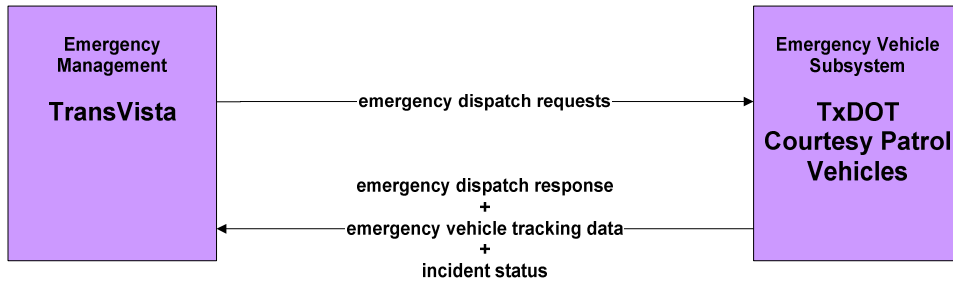 Emergency
Management
TransVista
emergency dispatch requests
emergency dispatch response
+
emergency vehicle tracking data
+
incident status
Emergency Vehicle
Subsystem
TxDOT
Courtesy Patrol
Vehicles